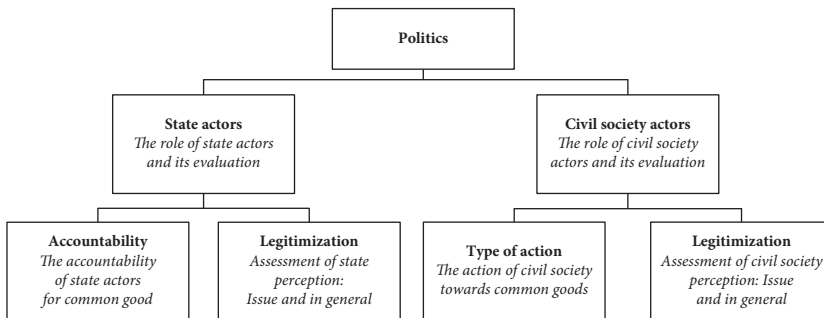 Politics
State actors
The role of state actors
and its evaluation
Civil society actors
The role of civil society
actors and its evaluation
Accountability
The accountability
of state actors
for common good
Legitimization
Assessment of state
perception:
Issue and in general
Type of action
The action of civil society
towards common goods
Legitimization
Assessment of civil society
perception: Issue
and in general